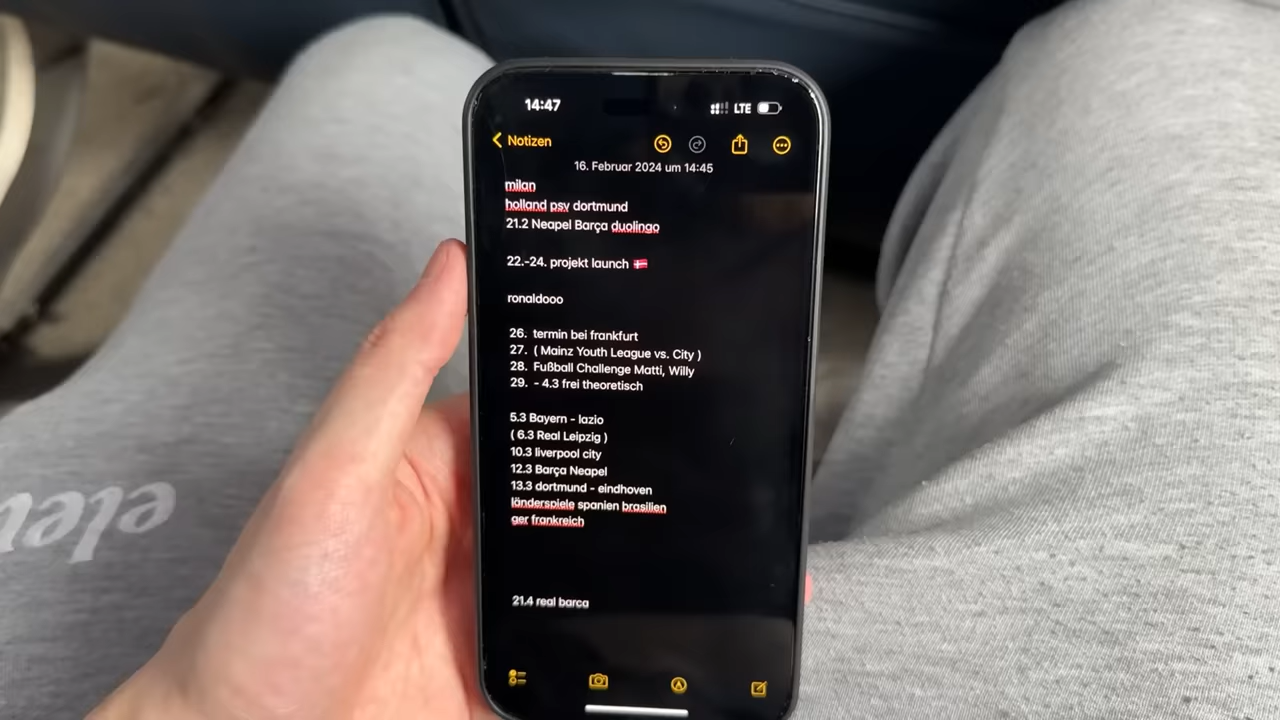 14:47
LTE
Notizen
16. Februar 2024 um 14:45
milan
holland psv dortmund
21.2 Neapel Barça duolingo
22.-24. projekt launch 🇩🇰
ronaldooo
26. termin bei frankfurt
27. ( Mainz Youth League vs. City )
28. Fußball Challenge Matti, Willy
29. - 4.3 frei theoretisch
5.3 Bayern - lazio
( 6.3 Real Leipzig )
10.3 liverpool city
12.3 Barça Neapel
13.3 dortmund - eindhoven
länderspiele spanien brasilien
ger frankreich
21.4 real barca